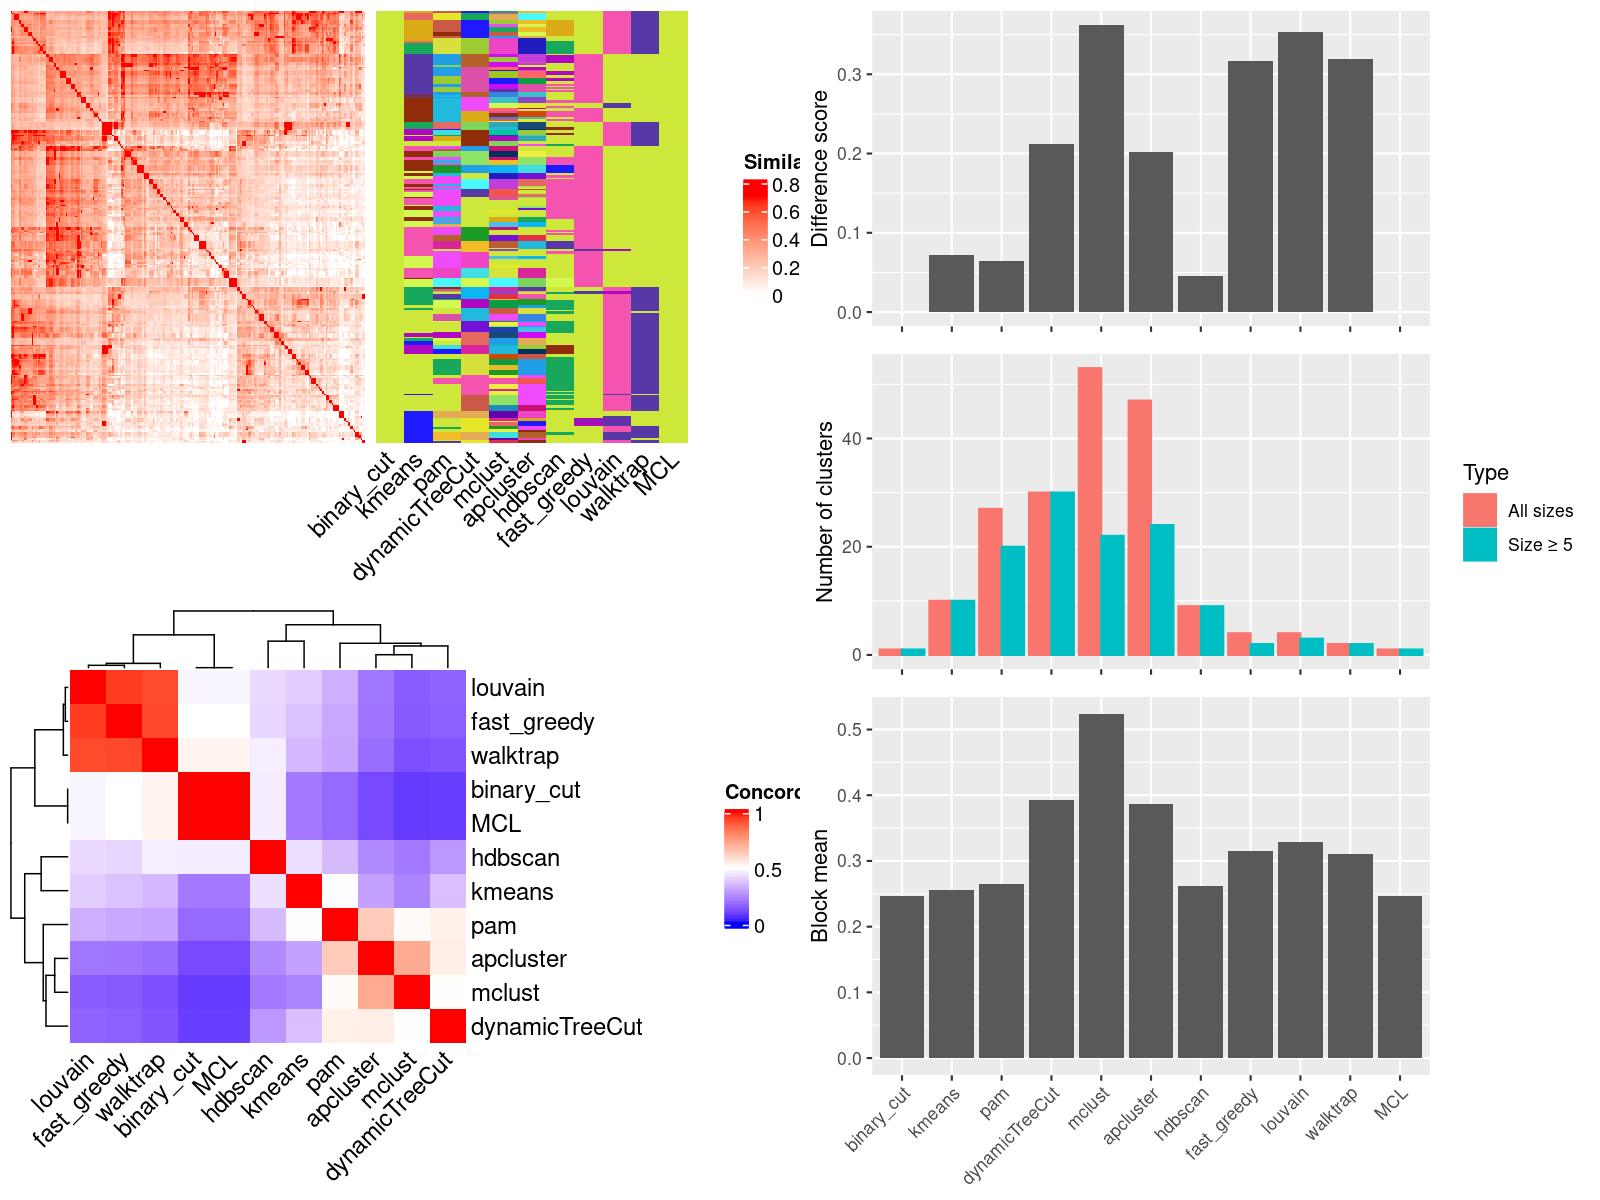 Simila
0.8
0.6
0.4
0.2
0
binary_cut
kmeans
pam
dynamicTreeCut
mclust
apcluster
hdbscan
fast_greedy
louvain
walktrap
MCL
louvain
fast_greedy
walktrap
binary_cut
MCL
hdbscan
kmeans
pam
apcluster
mclust
dynamicTreeCut
louvain
fast_greedy
walktrap
binary_cut
MCL
hdbscan
kmeans
pam
apcluster
mclust
dynamicTreeCut
Concord
1
0.5
0
Difference score
0.3
0.2
0.1
0.0
Number of clusters
40
20
0
Type
All sizes
Size ≥ 5
Block mean
0.5
0.4
0.3
0.2
0.1
0.0
binary_cut
kmeans
pam
dynamicTreeCut
mclust
apcluster
hdbscan
fast_greedy
louvain
walktrap
MCL